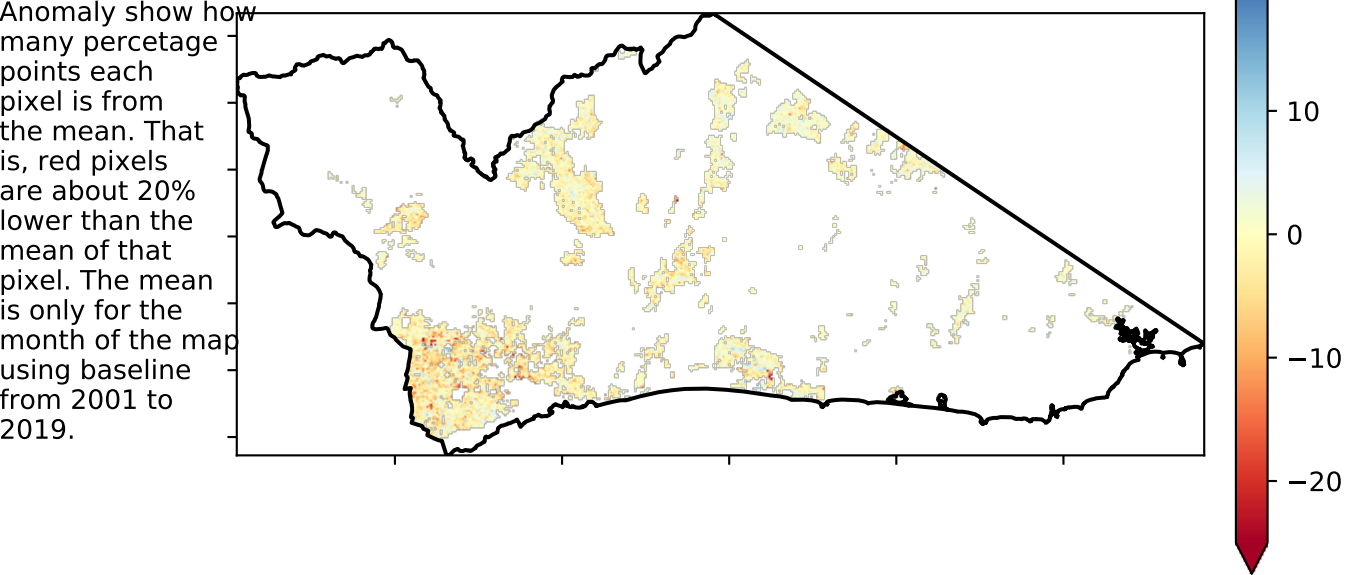 Anomaly show how
many percetage
points each
pixel is from
the mean. That
is, red pixels
are about 20%
lower than the
mean of that
pixel. The mean
is only for the
month of the map
using baseline
from 2001 to
2019.
10
0
−10
−20